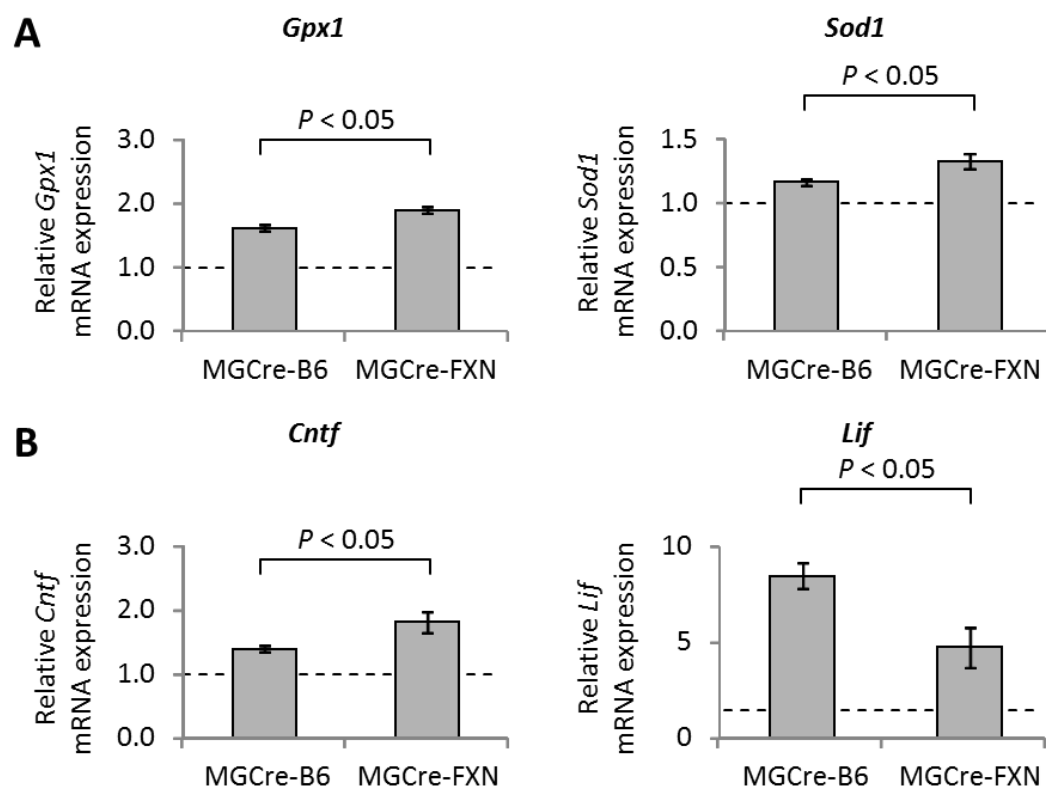 A
Gpx1
P < 0.05
Relative Gpx1
mRNA expression
3.0
2.0
1.0
0.0
MGCre-B6
MGCre-FXN
Sod1
P < 0.05
Relative Sod1
mRNA expression
1.5
1.0
0.5
0.0
MGCre-B6
MGCre-FXN
B
Cntf
P < 0.05
Relative Cntf
mRNA expression
3.0
2.0
1.0
0.0
MGCre-B6
MGCre-FXN
Lif
P < 0.05
Relative Lif
mRNA expression
10
5
0
MGCre-B6
MGCre-FXN